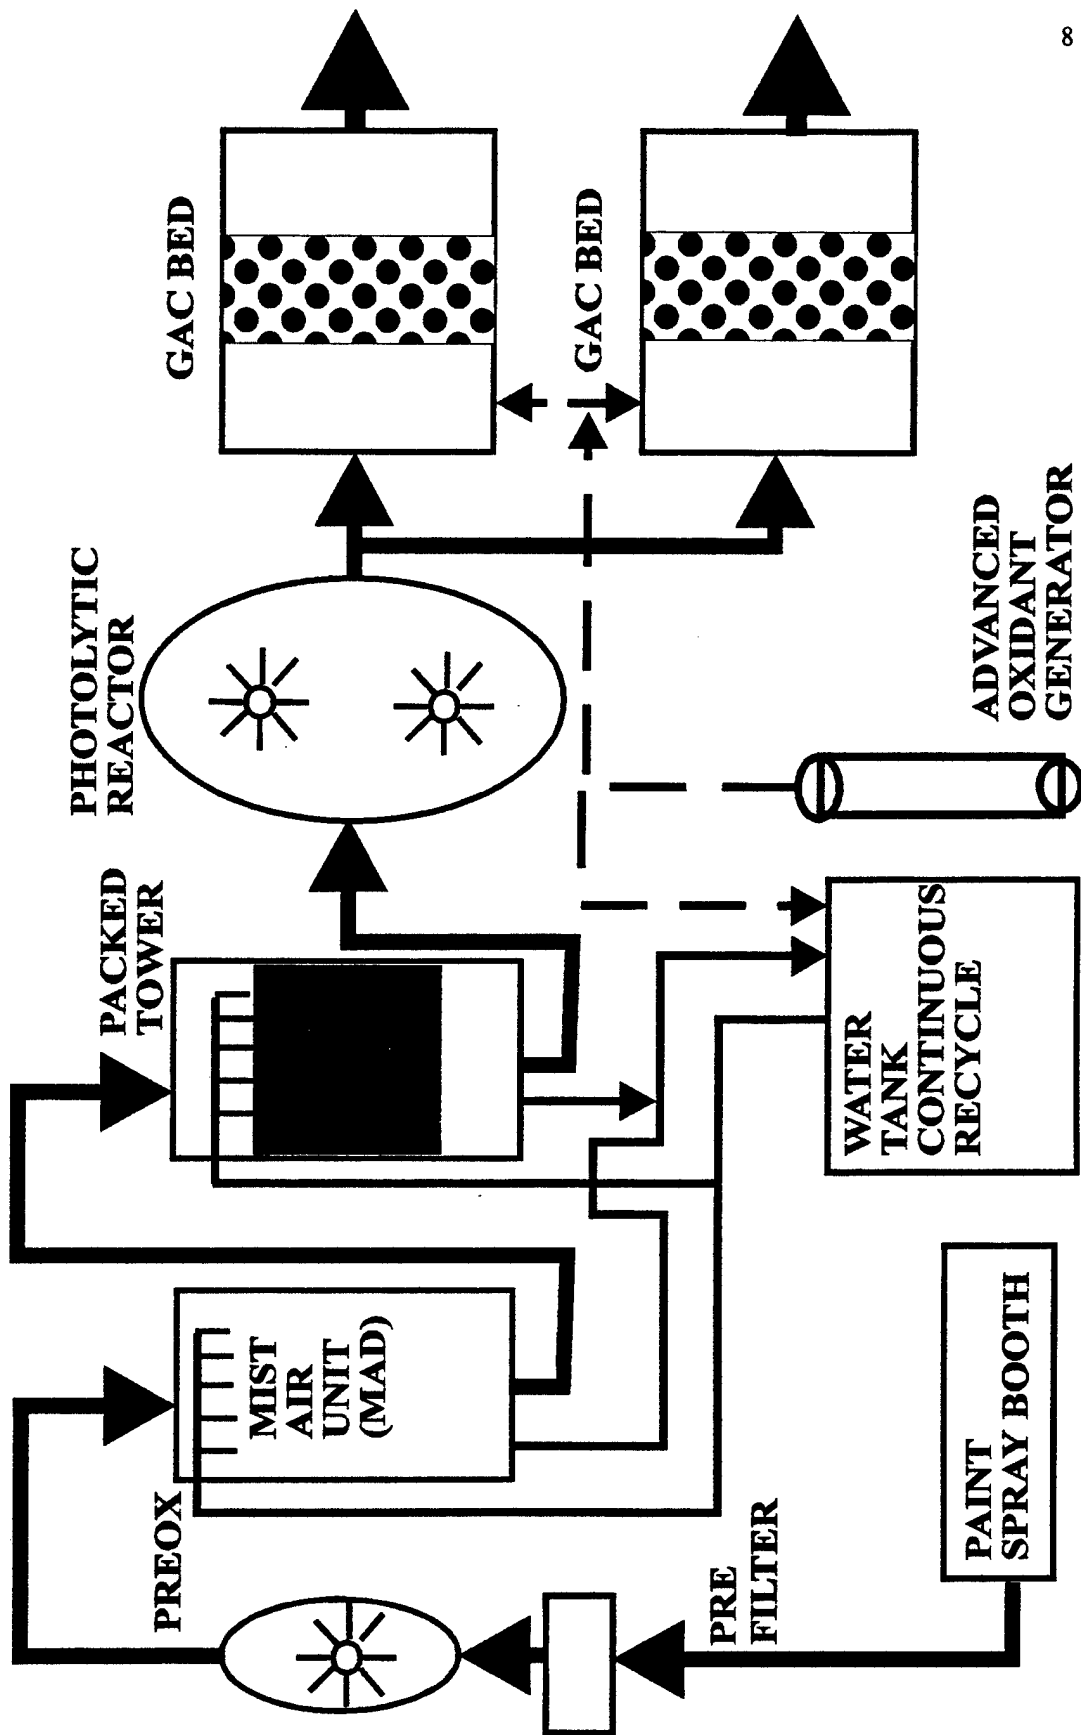 8
GAC BED
GAC BED
PHOTOLYTIC
REACTOR
ADVANCED
OXIDANT
GENERATOR
PACKED
TOWER
WATER
TANK
CONTINUOUS
RECYCLE
MIST
AIR
UNIT
(MAD)
PREOX
PRE
FILTER
PAINT
SPRAY BOOTH